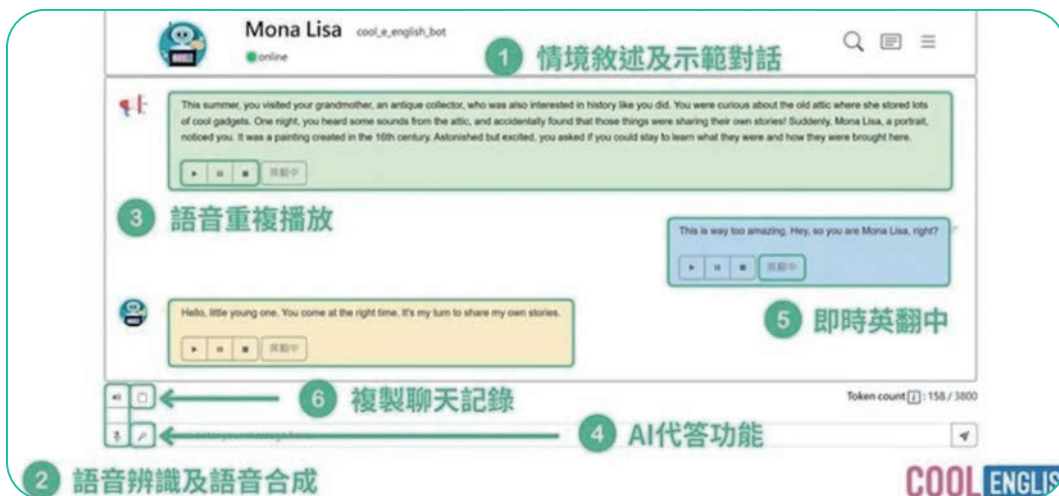 Mona Lisa cool_e_english_bot
online
1 情境敘述及示範對話
This summer, you visited your grandmother, an antique collector, who was also interested in history like you did. You were curious about the old attic where she stored lots
of cool gadgets. One night, you heard some sounds from the attic, and accidentally found that those things were sharing their own stories! Suddenly, Mona Lisa, a portrait,
noticed you. It was a painting created in the 16th century. Astonished but excited, you asked if you could stay to learn what they were and how they were brought here.
英翻中
3 語音重複播放
This is way too amazing. Hey, so you are Mona Lisa, right?
英翻中
5 即時英翻中
Hello, little young one. You come at the right time. It's my turn to share my own stories.
英翻中
6 複製聊天記錄
Token count i : 158 / 3800
4 AI代答功能
2 語音辨識及語音合成
COOL ENGLIS